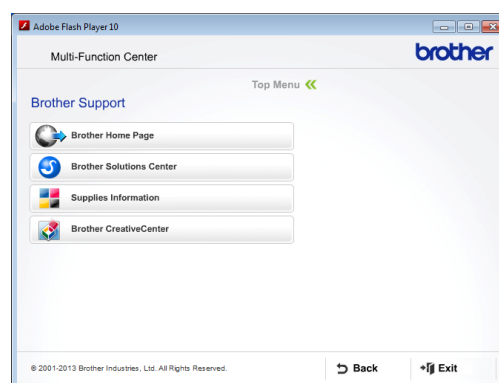 Adobe Flash Player 10
Multi-Function Center
brother
Top Menu
Brother Support
Brother Home Page
Brother Solutions Center
Supplies Information
Brother CreativeCenter
© 2001-2013 Brother Industries, Ltd. All Rights Reserved.
Back
Exit